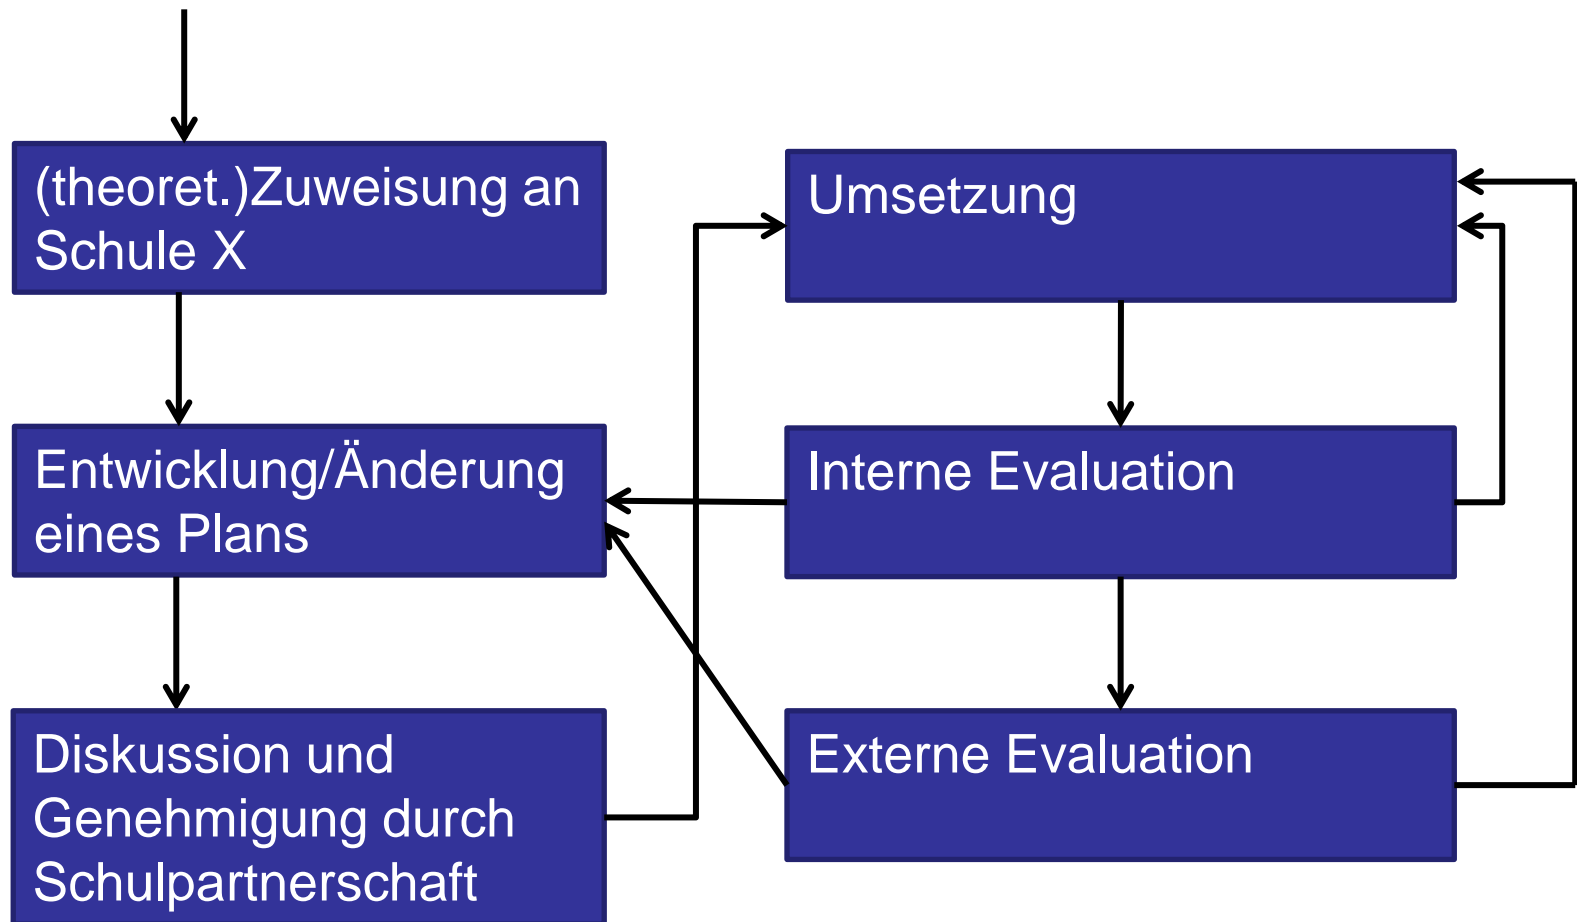 (theoret.)Zuweisung an
Schule X
Entwicklung/Änderung
eines Plans
Diskussion und
Genehmigung durch
Schulpartnerschaft
Umsetzung
Interne Evaluation
Externe Evaluation